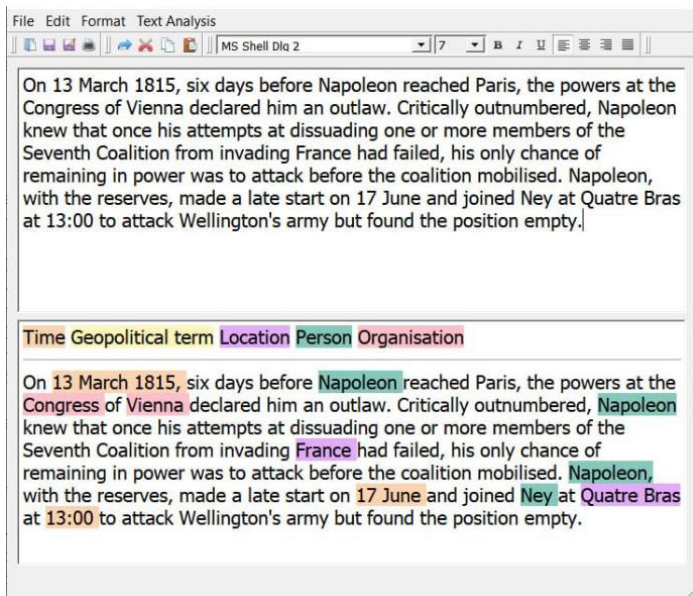 File Edit Format Text Analysis
MS Shell Dlg 2 7 B I U
On 13 March 1815, six days before Napoleon reached Paris, the powers at the
Congress of Vienna declared him an outlaw. Critically outnumbered, Napoleon
knew that once his attempts at dissuading one or more members of the
Seventh Coalition from invading France had failed, his only chance of
remaining in power was to attack before the coalition mobilised. Napoleon,
with the reserves, made a late start on 17 June and joined Ney at Quatre Bras
at 13:00 to attack Wellington's army but found the position empty.
Time Geopolitical term Location Person Organisation
On 13 March 1815, six days before Napoleon reached Paris, the powers at the
Congress of Vienna declared him an outlaw. Critically outnumbered, Napoleon
knew that once his attempts at dissuading one or more members of the
Seventh Coalition from invading France had failed, his only chance of
remaining in power was to attack before the coalition mobilised. Napoleon,
with the reserves, made a late start on 17 June and joined Ney at Quatre Bras
at 13:00 to attack Wellington's army but found the position empty.